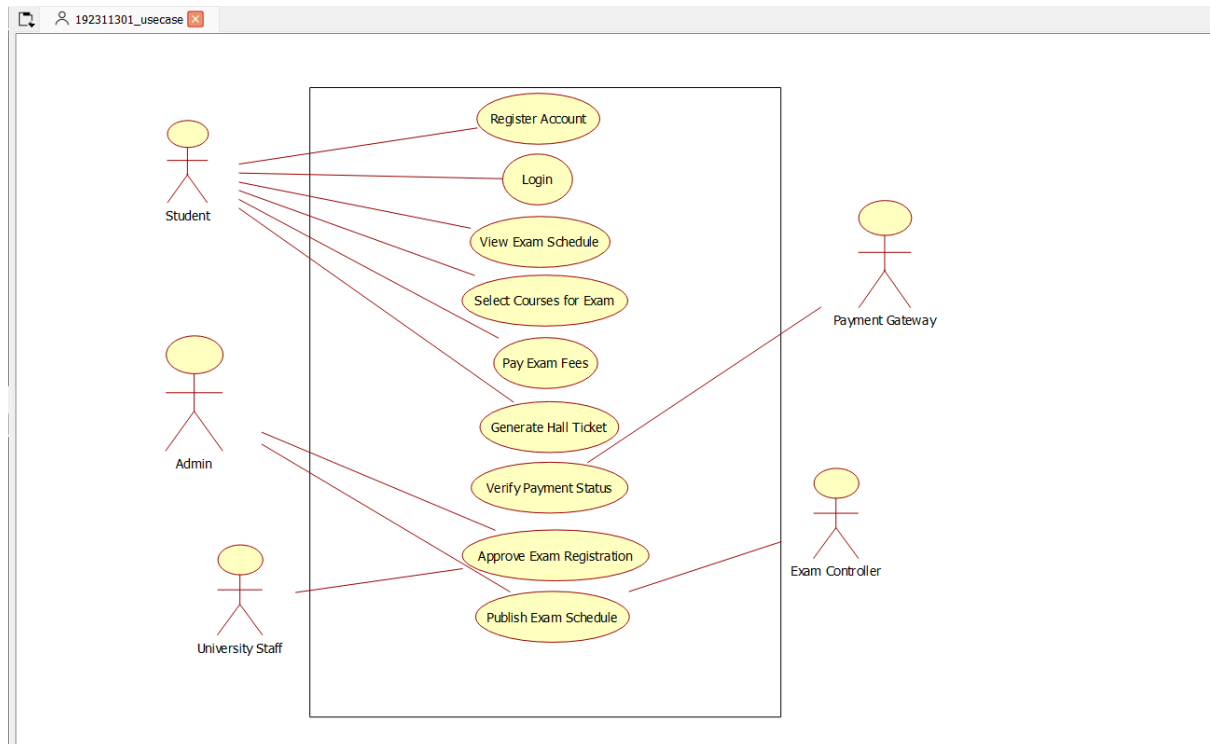 192311301_usecase
Register Account
Login
Student
View Exam Schedule
Select Courses for Exam
Payment Gateway
Pay Exam Fees
Generate Hall Ticket
Admin
Verify Payment Status
Approve Exam Registration
Exam Controller
Publish Exam Schedule
University Staff